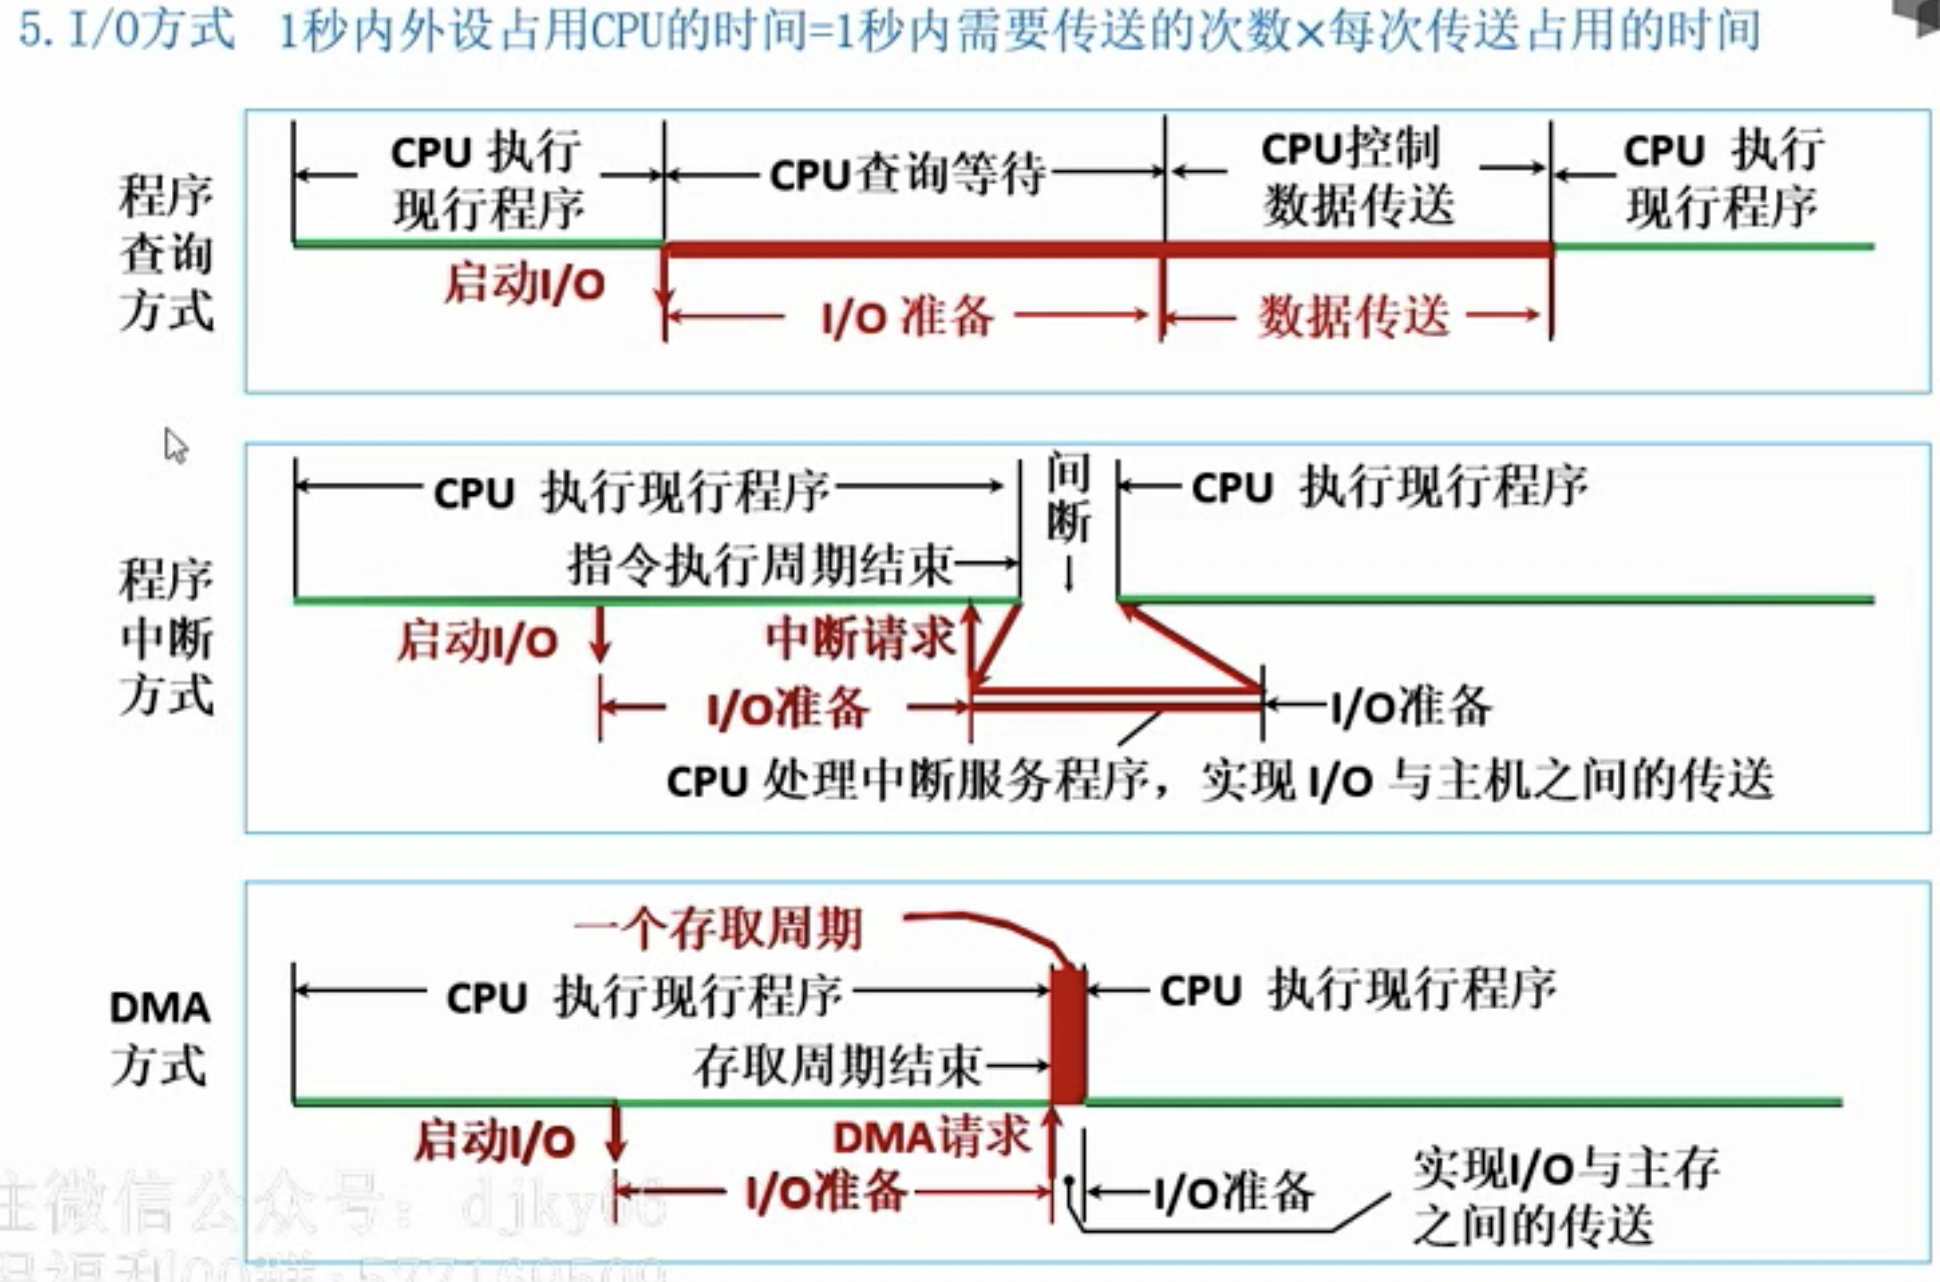 5.I/O方式 1秒内外设占用CPU的时间=1秒内需要传送的次数×每次传送占用的时间
程序
查询
方式
CPU 执行
现行程序
CPU查询等待
CPU控制
数据传送
CPU 执行
现行程序
启动I/O
I/O 准备
数据传送
程序
中断
方式
CPU 执行现行程序
间
断
CPU 执行现行程序
指令执行周期结束
启动I/O
中断请求
I/O准备
I/O准备
CPU 处理中断服务程序，实现 I/O 与主机之间的传送
DMA
方式
一个存取周期
CPU 执行现行程序
CPU 执行现行程序
存取周期结束
启动I/O
DMA请求
I/O准备
I/O准备
实现I/O与主存
之间的传送
主微信公众号：djky66